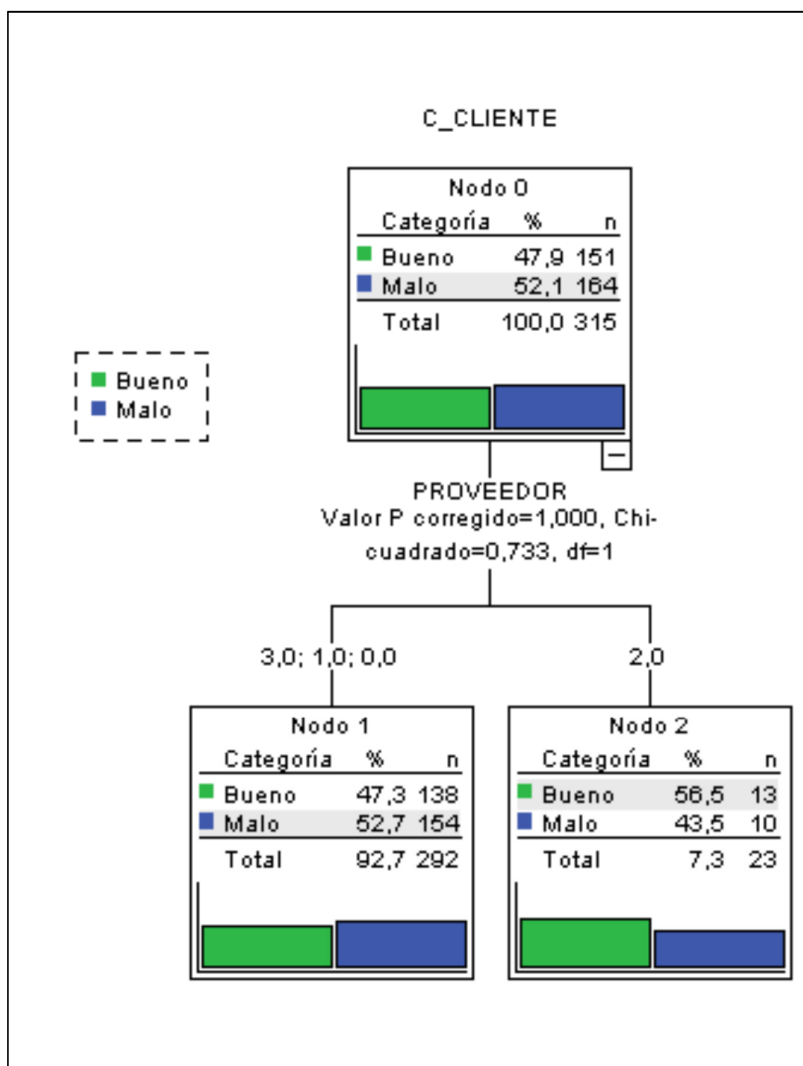 C_CLIENTE
Nodo 0
Categoría % n
Bueno 47,9 151
Malo 52,1 164
Total 100,0 315
Bueno
Malo
PROVEEDOR
Valor P corregido=1,000, Chi-
cuadrado=0,733, df=1
3,0; 1,0; 0,0
2,0
Nodo 1
Categoría % n
Bueno 47,3 138
Malo 52,7 154
Total 92,7 292
Nodo 2
Categoría % n
Bueno 56,5 13
Malo 43,5 10
Total 7,3 23